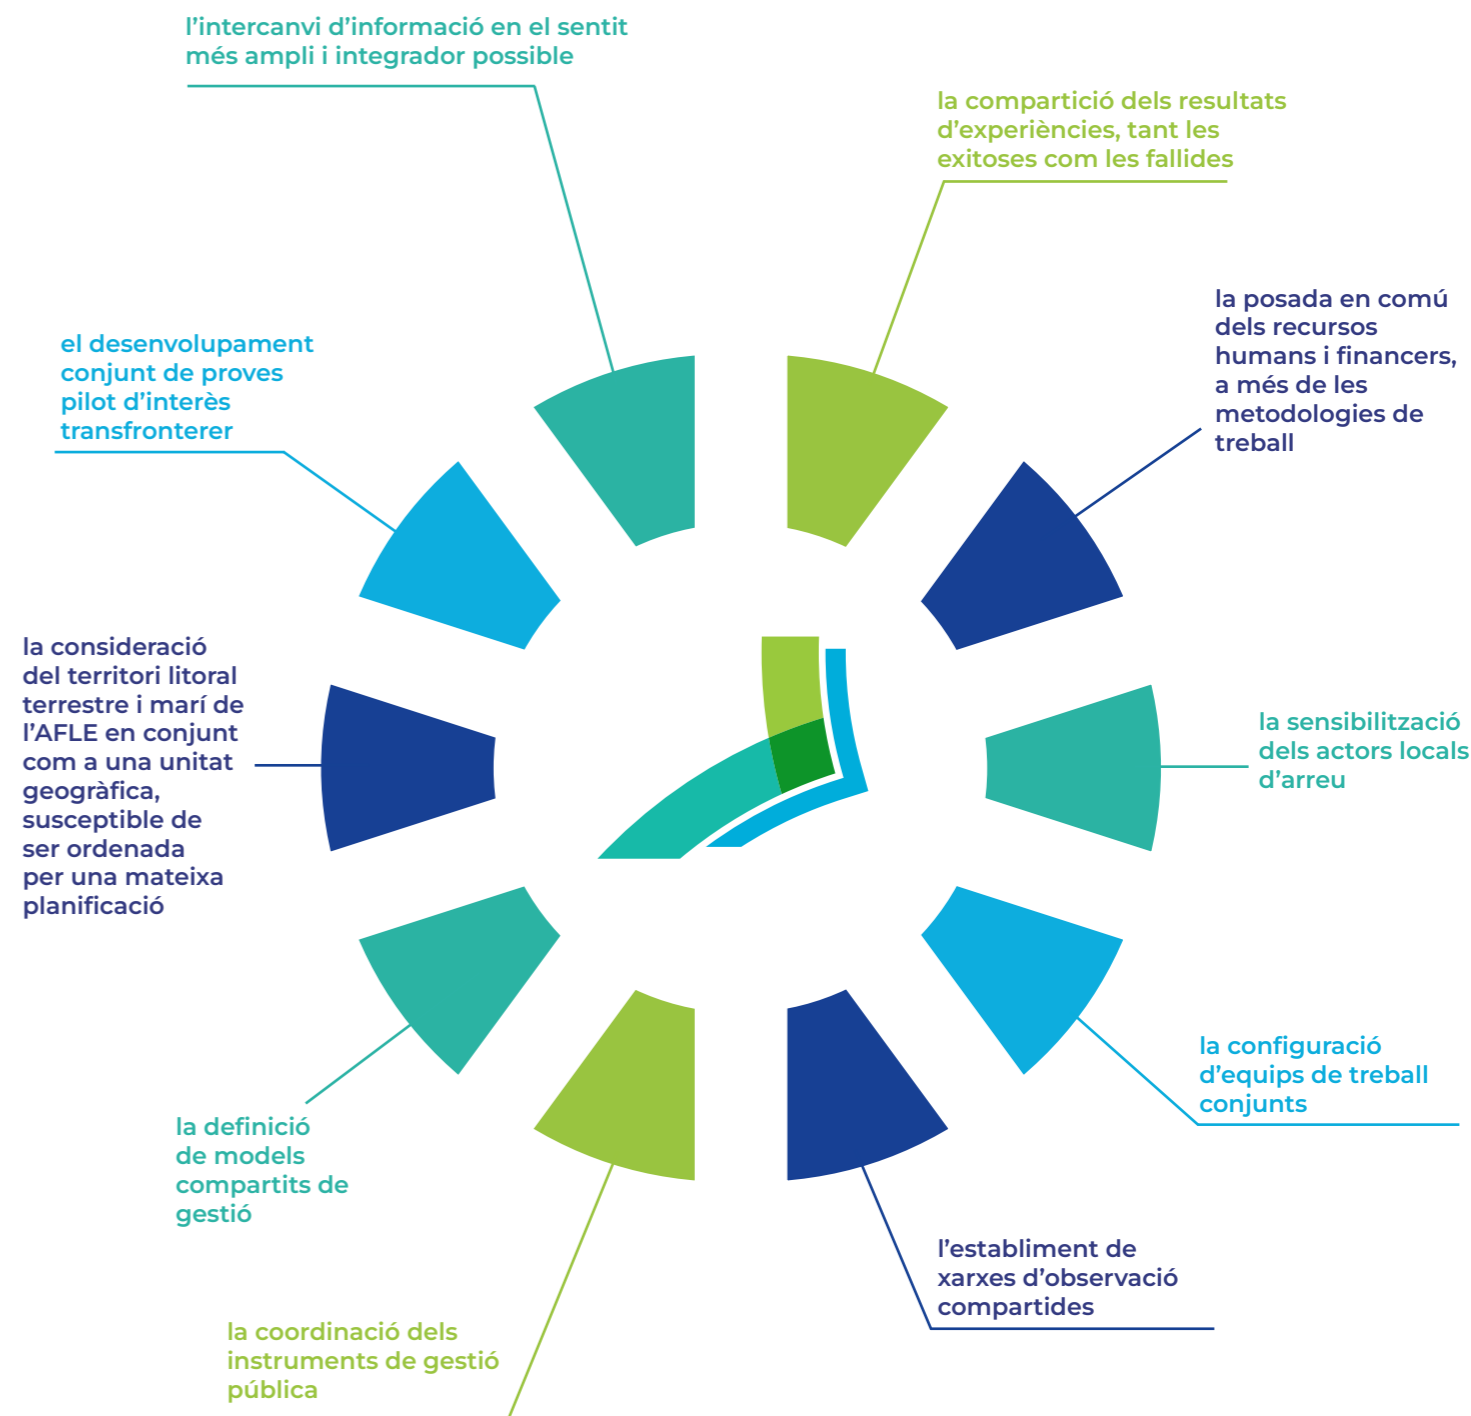 l’intercanvi d’informació en el sentit
més ampli i integrador possible
la compartició dels resultats
d’experiències, tant les
exitoses com les fallides
la posada en comú
dels recursos
humans i financers,
a més de les
metodologies de
treball
la sensibilització
dels actors locals
d’arreu
la configuració
d’equips de treball
conjunts
l’establiment de
xarxes d’observació
compartides
la coordinació dels
instruments de gestió
pública
la definició
de models
compartits de
gestió
la consideració
del territori litoral
terrestre i marí de
l’AFLE en conjunt
com a una unitat
geogràfica,
susceptible de
ser ordenada
per una mateixa
planificació
el desenvolupament
conjunt de proves
pilot d’interès
transfronterer